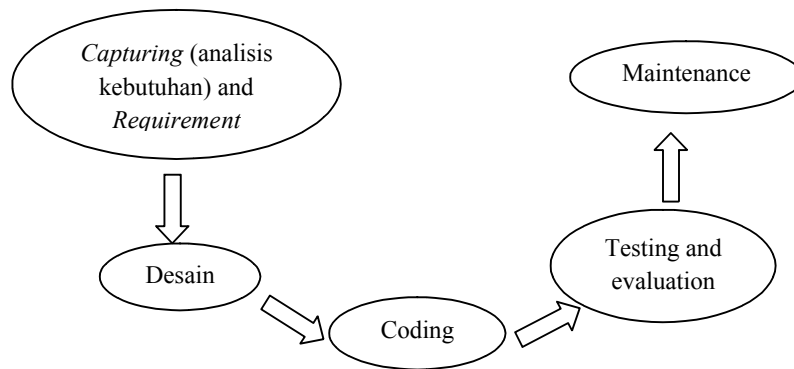 Capturing (analisis
kebutuhan) and
Requirement
Desain
Coding
Testing and
evaluation
Maintenance